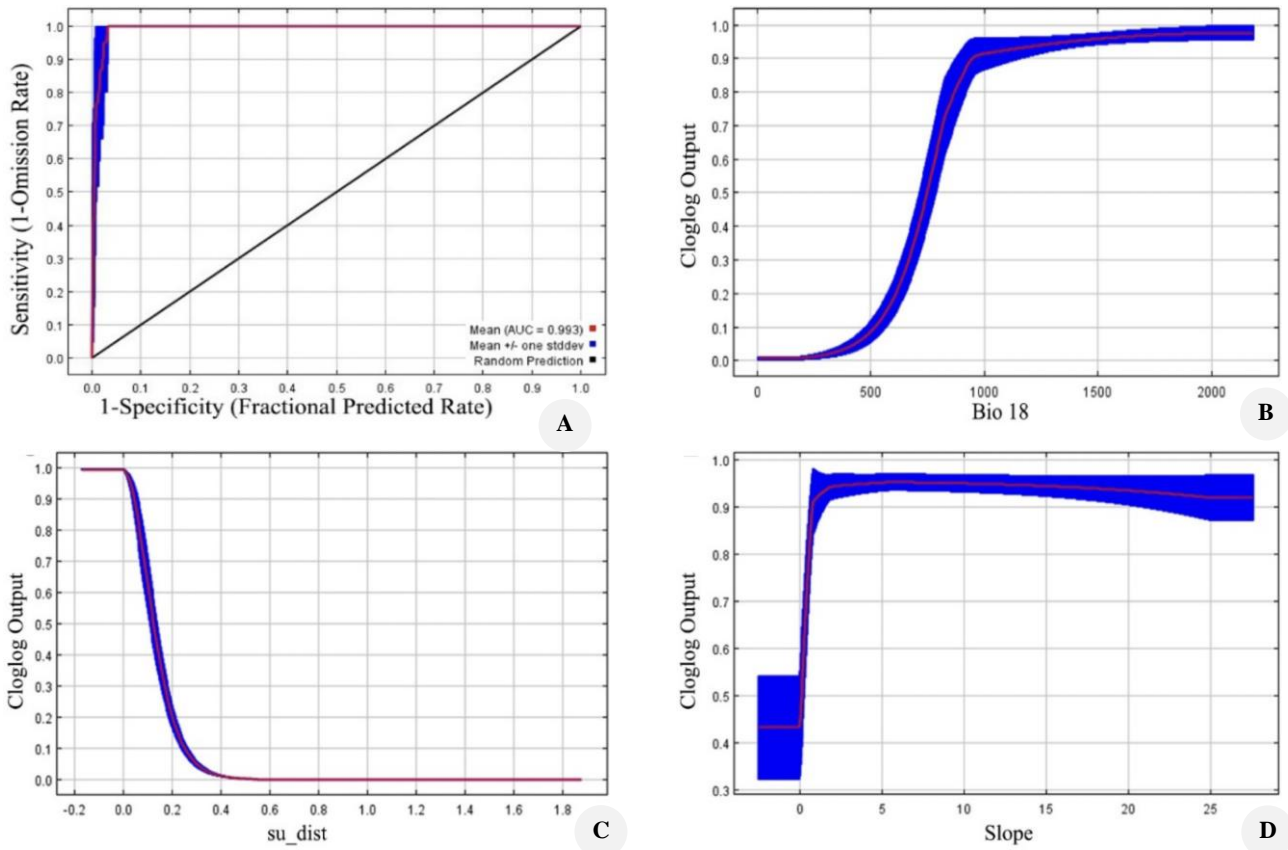 1.0
0.9
0.8
0.7
0.6
0.5
0.4
0.3
0.2
0.1
0.0
Sensitivity (1-Omission Rate)
Mean (AUC = 0.993)
Mean +/- one stddev
Random Prediction
0.0 0.1 0.2 0.3 0.4 0.5 0.6 0.7 0.8 0.9 1.0
1-Specificity (Fractional Predicted Rate)
A
1.0
0.9
0.8
0.7
0.6
0.5
0.4
0.3
0.2
0.1
0.0
Cloglog Output
0 500 1000 1500 2000
Bio 18
B
1.0
0.9
0.8
0.7
0.6
0.5
0.4
0.3
0.2
0.1
0.0
Cloglog Output
-0.2 0.0 0.2 0.4 0.6 0.8 1.0 1.2 1.4 1.6 1.8
su_dist
C
1.0
0.9
0.8
0.7
0.6
0.5
0.4
0.3
Cloglog Output
0 5 10 15 20 25
Slope
D